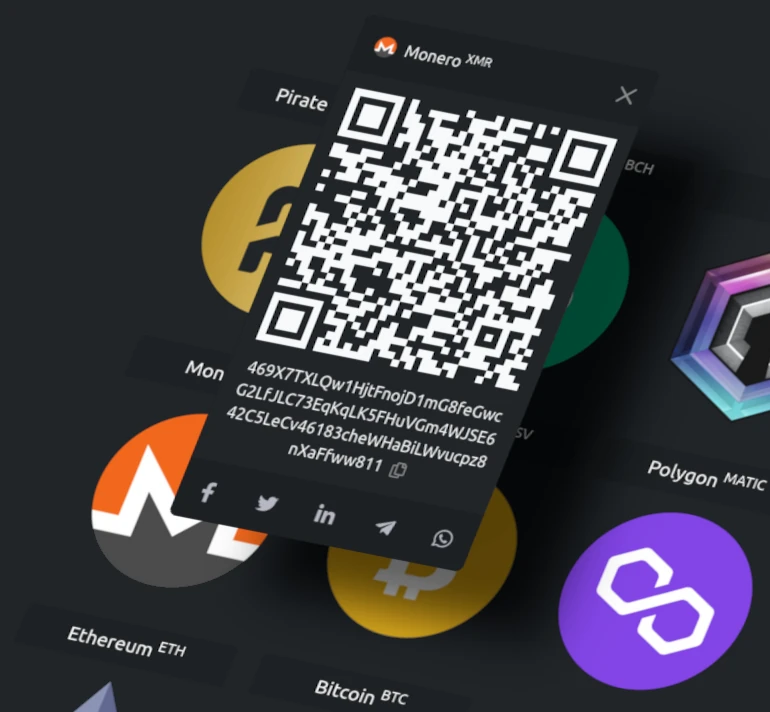 Monero XMR
Pirate
BCH
469X7TXLQw1HjtFnojD1mG8feGwc
G2LfJLC73EqKqLK5FHuVGm4WJSE6
42C5LeCv46183cheWHaBiLWvucpz8
nXaFfww811
Mon
SV
Polygon MATIC
Ethereum ETH
Bitcoin BTC